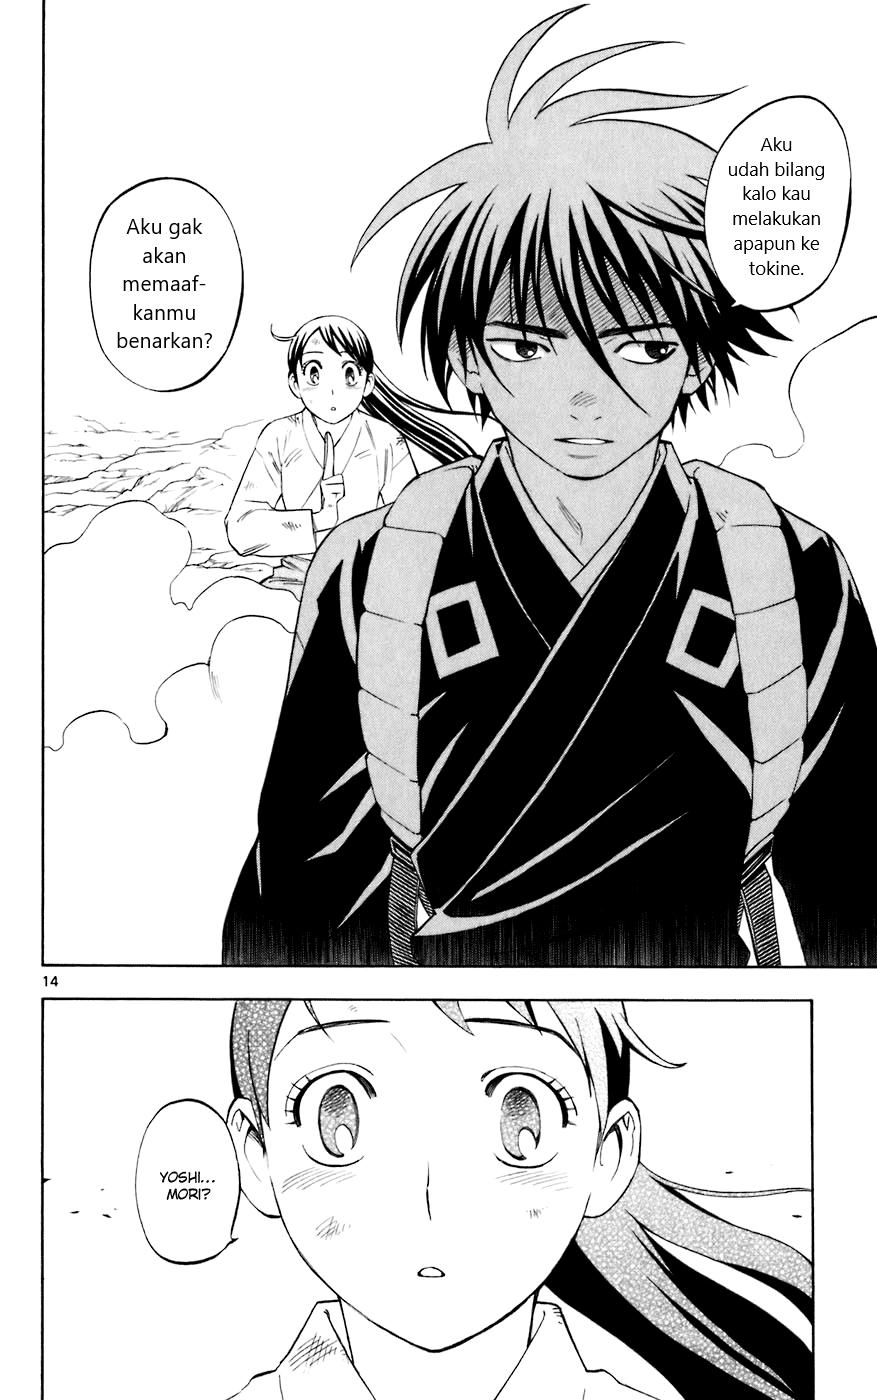 Aku
udah bilang
kalo kau
melakukan
apapun ke
tokine.
Aku gak
akan
memaaf-
kanmu
benarkan?
14
YOSHI...
MORI?